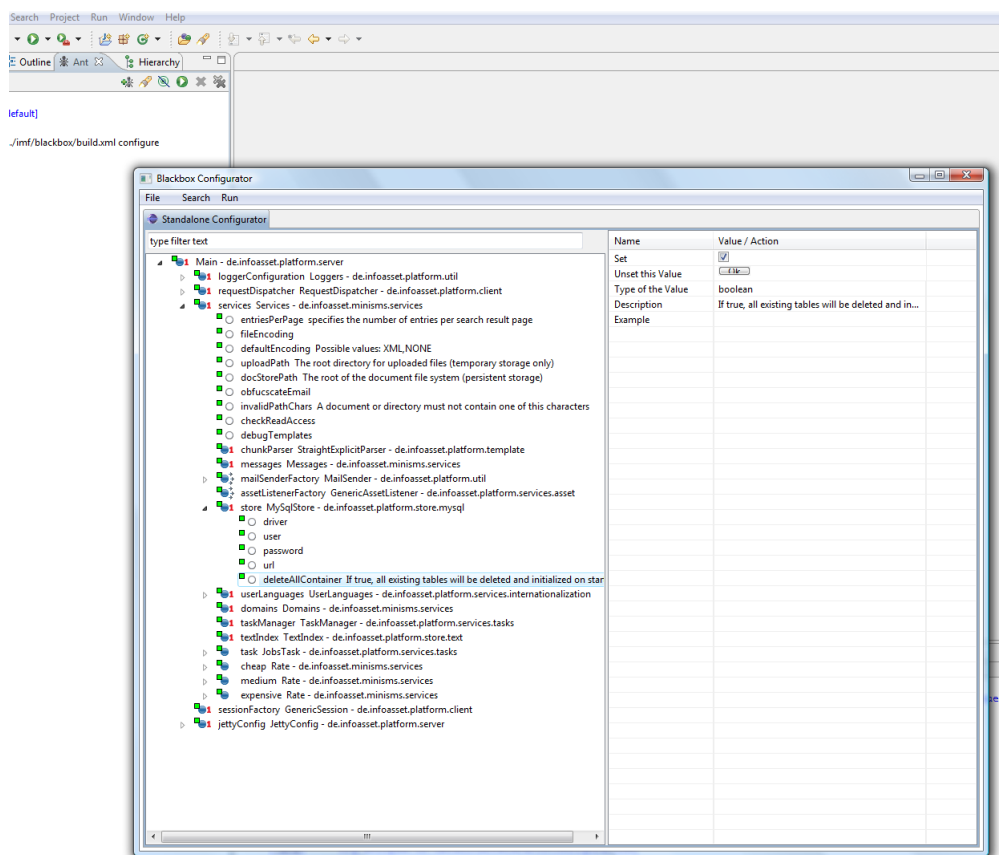 Search Project Run Window Help
Outline Ant Hierarchy
default]
./imf/blackbox/build.xml configure
Blackbox Configurator
File Search Run
Standalone Configurator
type filter text
Main - de.infoasset.platform.server
loggerConfiguration Loggers - de.infoasset.platform.util
requestDispatcher RequestDispatcher - de.infoasset.platform.client
services Services - de.infoasset.minisms.services
entriesPerPage specifies the number of entries per search result page
fileEncoding
defaultEncoding Possible values: XML,NONE
uploadPath The root directory for uploaded files (temporary storage only)
docStorePath The root of the document file system (persistent storage)
obfucscateEmail
invalidPathChars A document or directory must not contain one of this characters
checkReadAccess
debugTemplates
chunkParser StraightExplicitParser - de.infoasset.platform.template
messages Messages - de.infoasset.minisms.services
mailSenderFactory MailSender - de.infoasset.platform.util
assetListenerFactory GenericAssetListener - de.infoasset.platform.services.asset
store MySqlStore - de.infoasset.platform.store.mysql
driver
user
password
url
deleteAllContainer If true, all existing tables will be deleted and initialized on star
userLanguages UserLanguages - de.infoasset.platform.services.internationalization
domains Domains - de.infoasset.minisms.services
taskManager TaskManager - de.infoasset.platform.services.tasks
textIndex TextIndex - de.infoasset.platform.store.text
task JobsTask - de.infoasset.platform.services.tasks
cheap Rate - de.infoasset.minisms.services
medium Rate - de.infoasset.minisms.services
expensive Rate - de.infoasset.minisms.services
sessionFactory GenericSession - de.infoasset.platform.client
jettyConfig JettyConfig - de.infoasset.platform.server
Name Value / Action
Set
Unset this Value
Type of the Value boolean
Description If true, all existing tables will be deleted and in...
Example